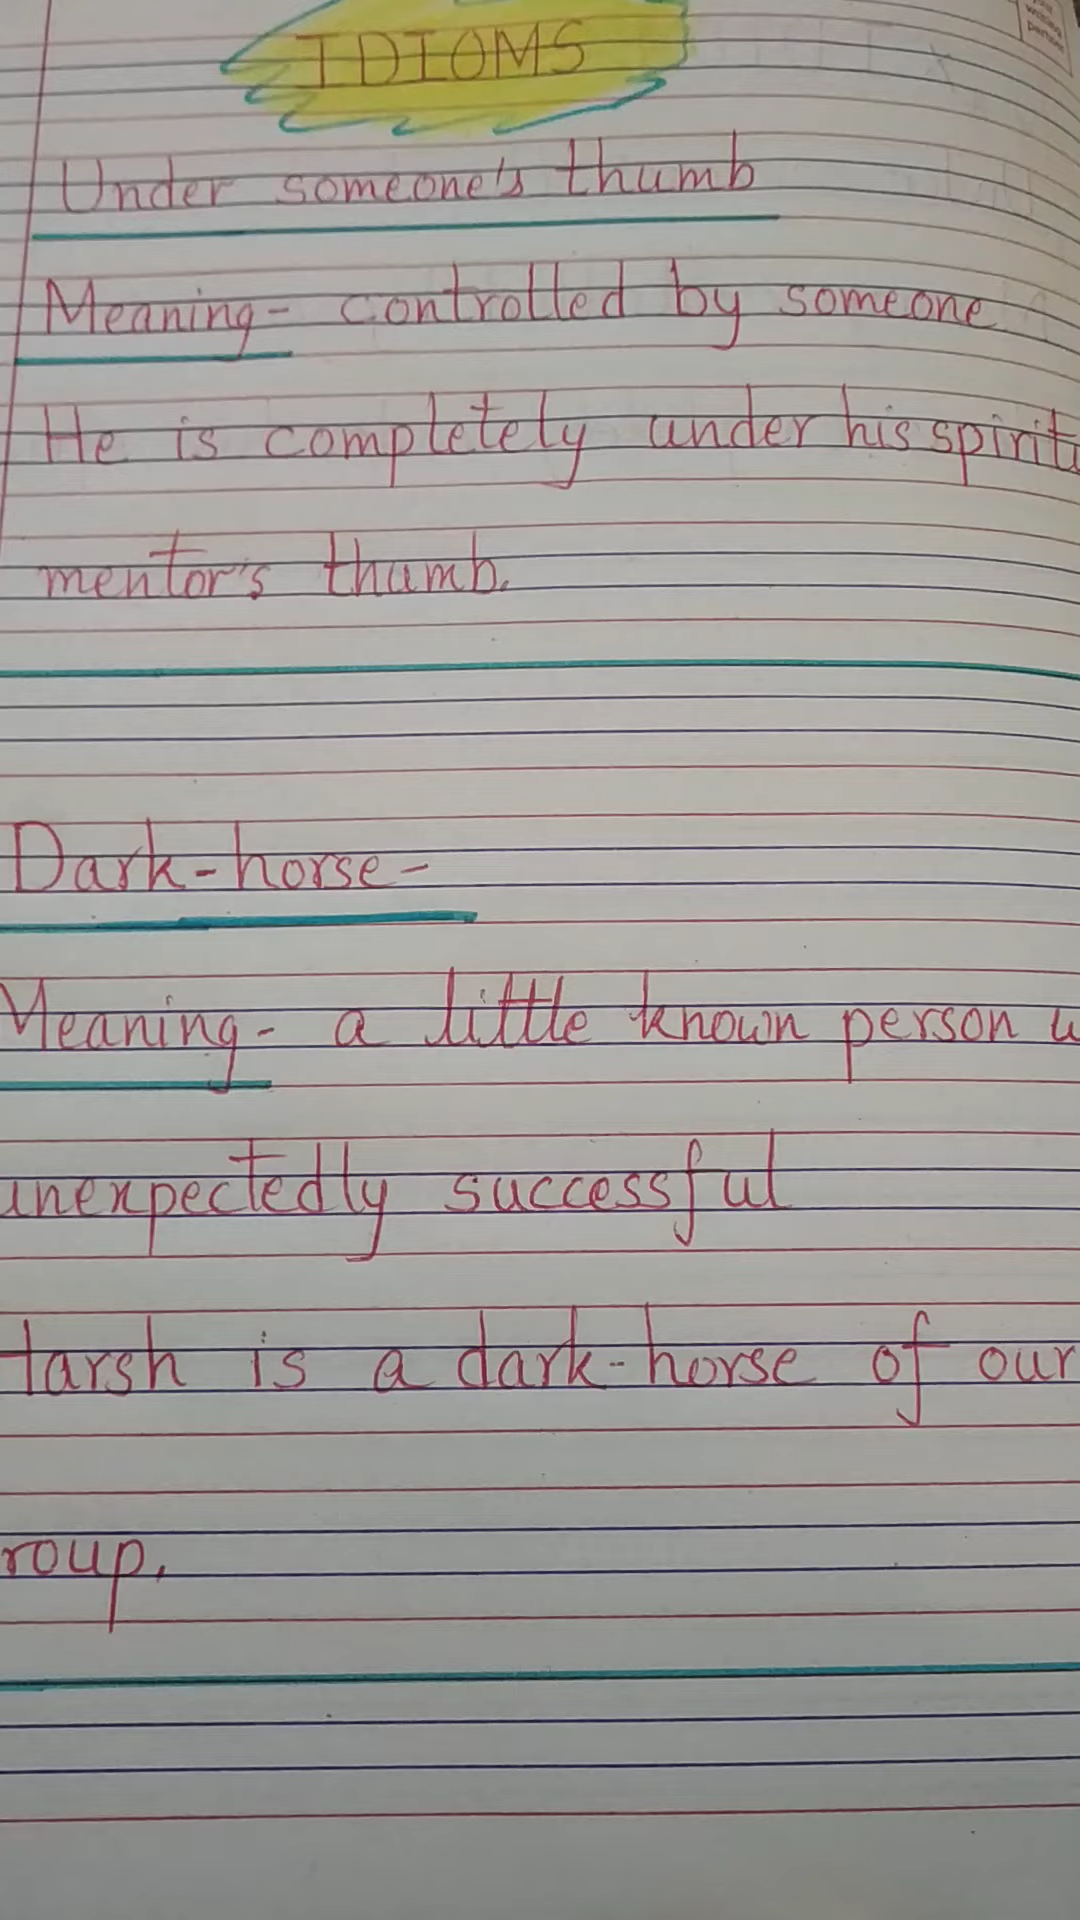 IDIOMS
Under someone's thumb
Meaning- controlled by someone
He is completely under his spirit
mentor's thumb.
Dark-horse-
Meaning- a little known person
unexpectedly successful
Harsh is a dark-horse of our
roup.